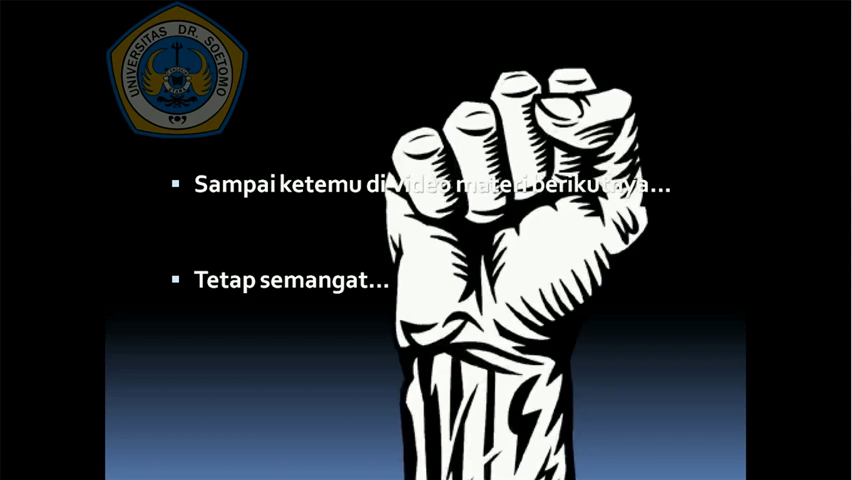 UNIVERSITAS DR. SOETOMO
Sampai ketemu di video materi berikutnya...
Tetap semangat...